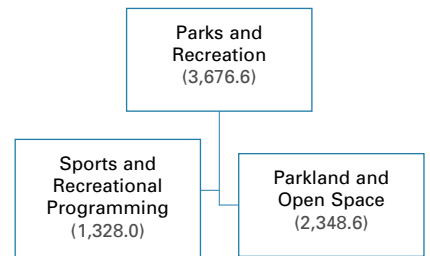 Parks and
Recreation
(3,676.6)
Sports and
Recreational
Programming
(1,328.0)
Parkland and
Open Space
(2,348.6)